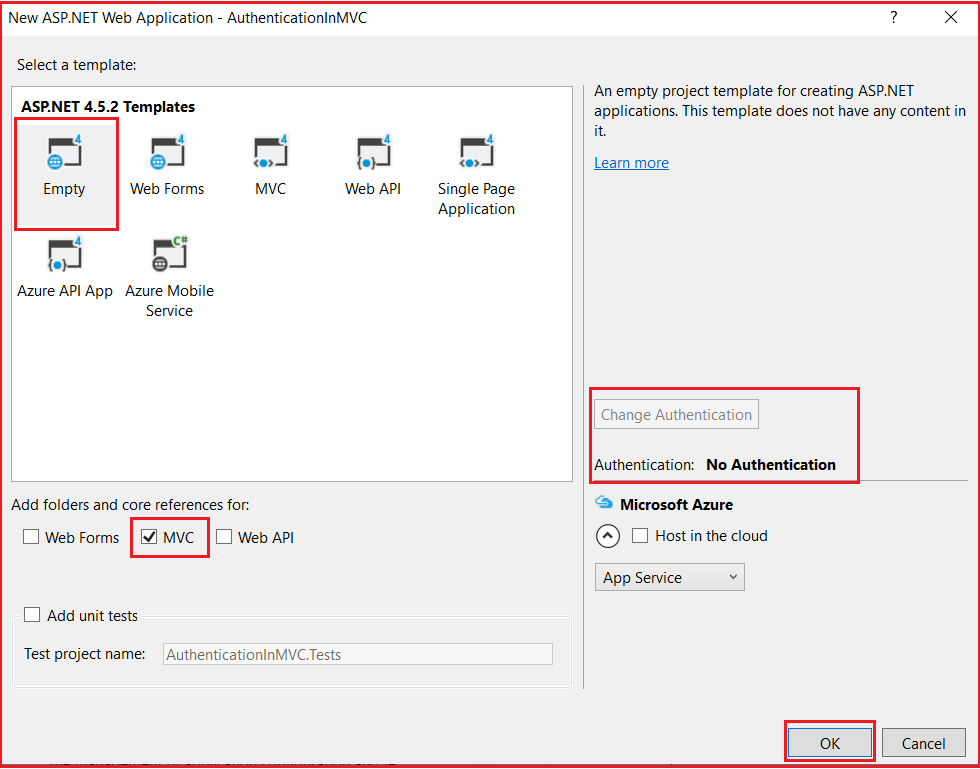 New ASP.NET Web Application - AuthenticationInMVC
?
Select a template:
ASP.NET 4.5.2 Templates
4
Empty
4
Web Forms
4
MVC
4
Web API
4
Single Page
Application
4
Azure API App
C#
Azure Mobile
Service
An empty project template for creating ASP.NET
applications. This template does not have any content in
it.
Learn more
Change Authentication
Authentication: No Authentication
Microsoft Azure
Host in the cloud
App Service
Add folders and core references for:
Web Forms
MVC
Web API
Add unit tests
Test project name: AuthenticationInMVC.Tests
OK
Cancel